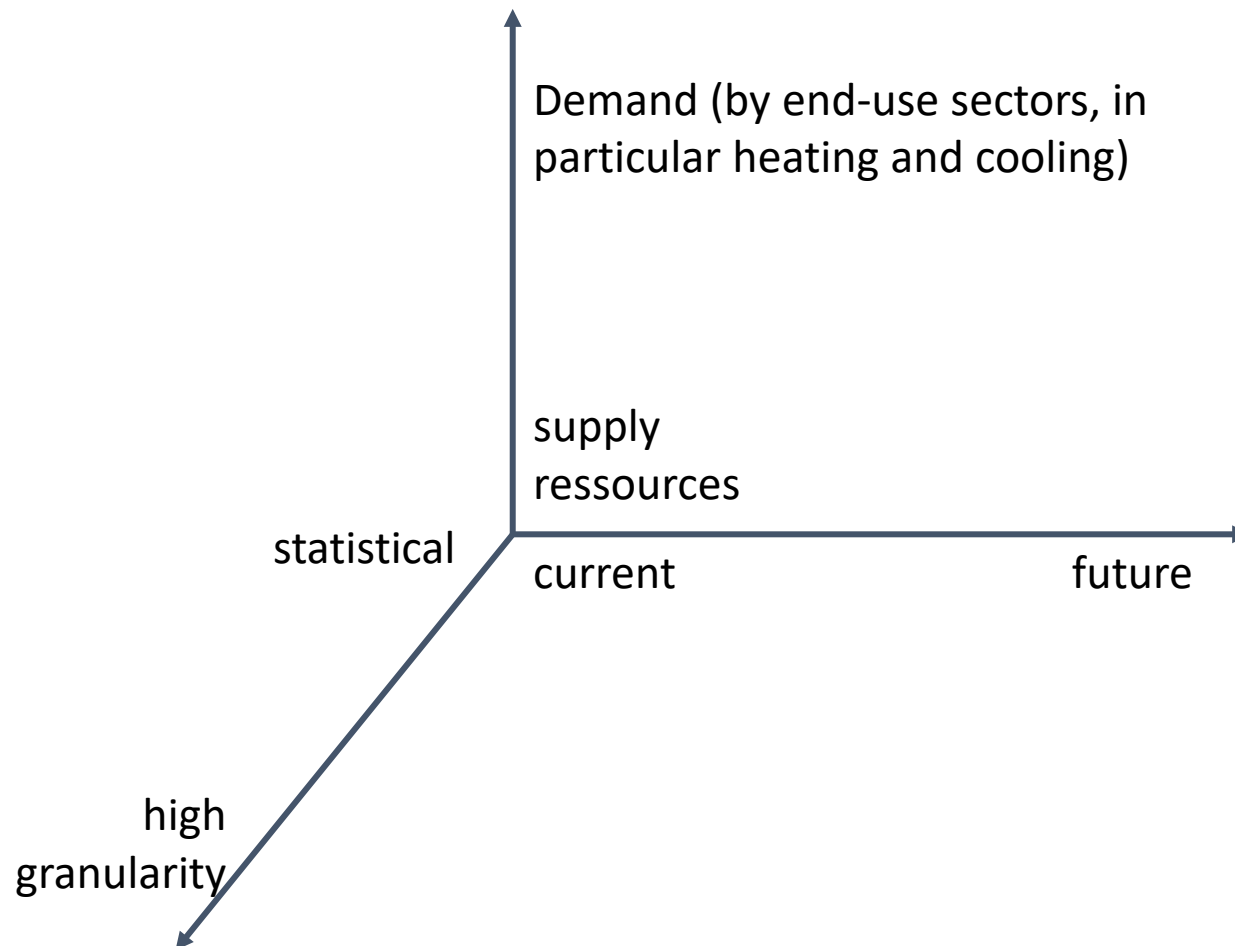 Demand (by end-use sectors, in
particular heating and cooling)
supply
ressources
statistical
current
future
high
granularity